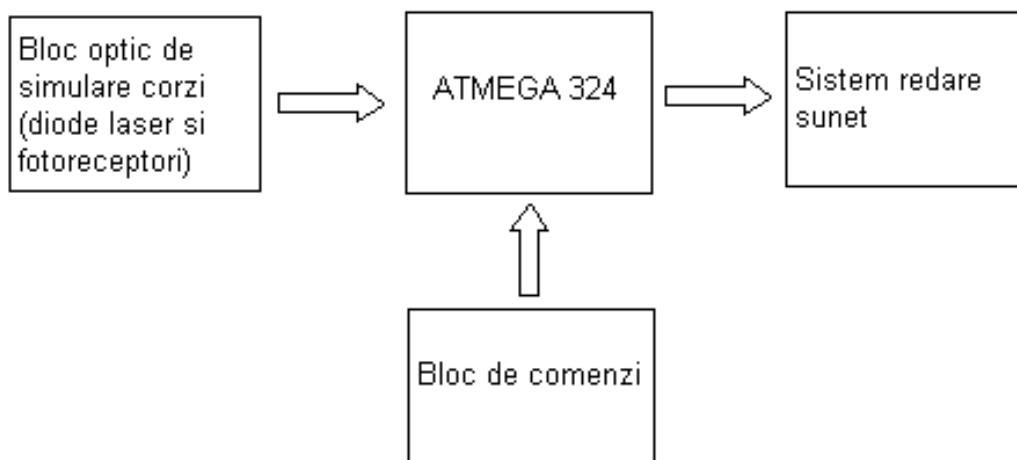 Bloc optic de
simulare corzi
(diode laser si
fotoreceptori)
ATMEGA 324
Sistem redare
sunet
Bloc de comenzi